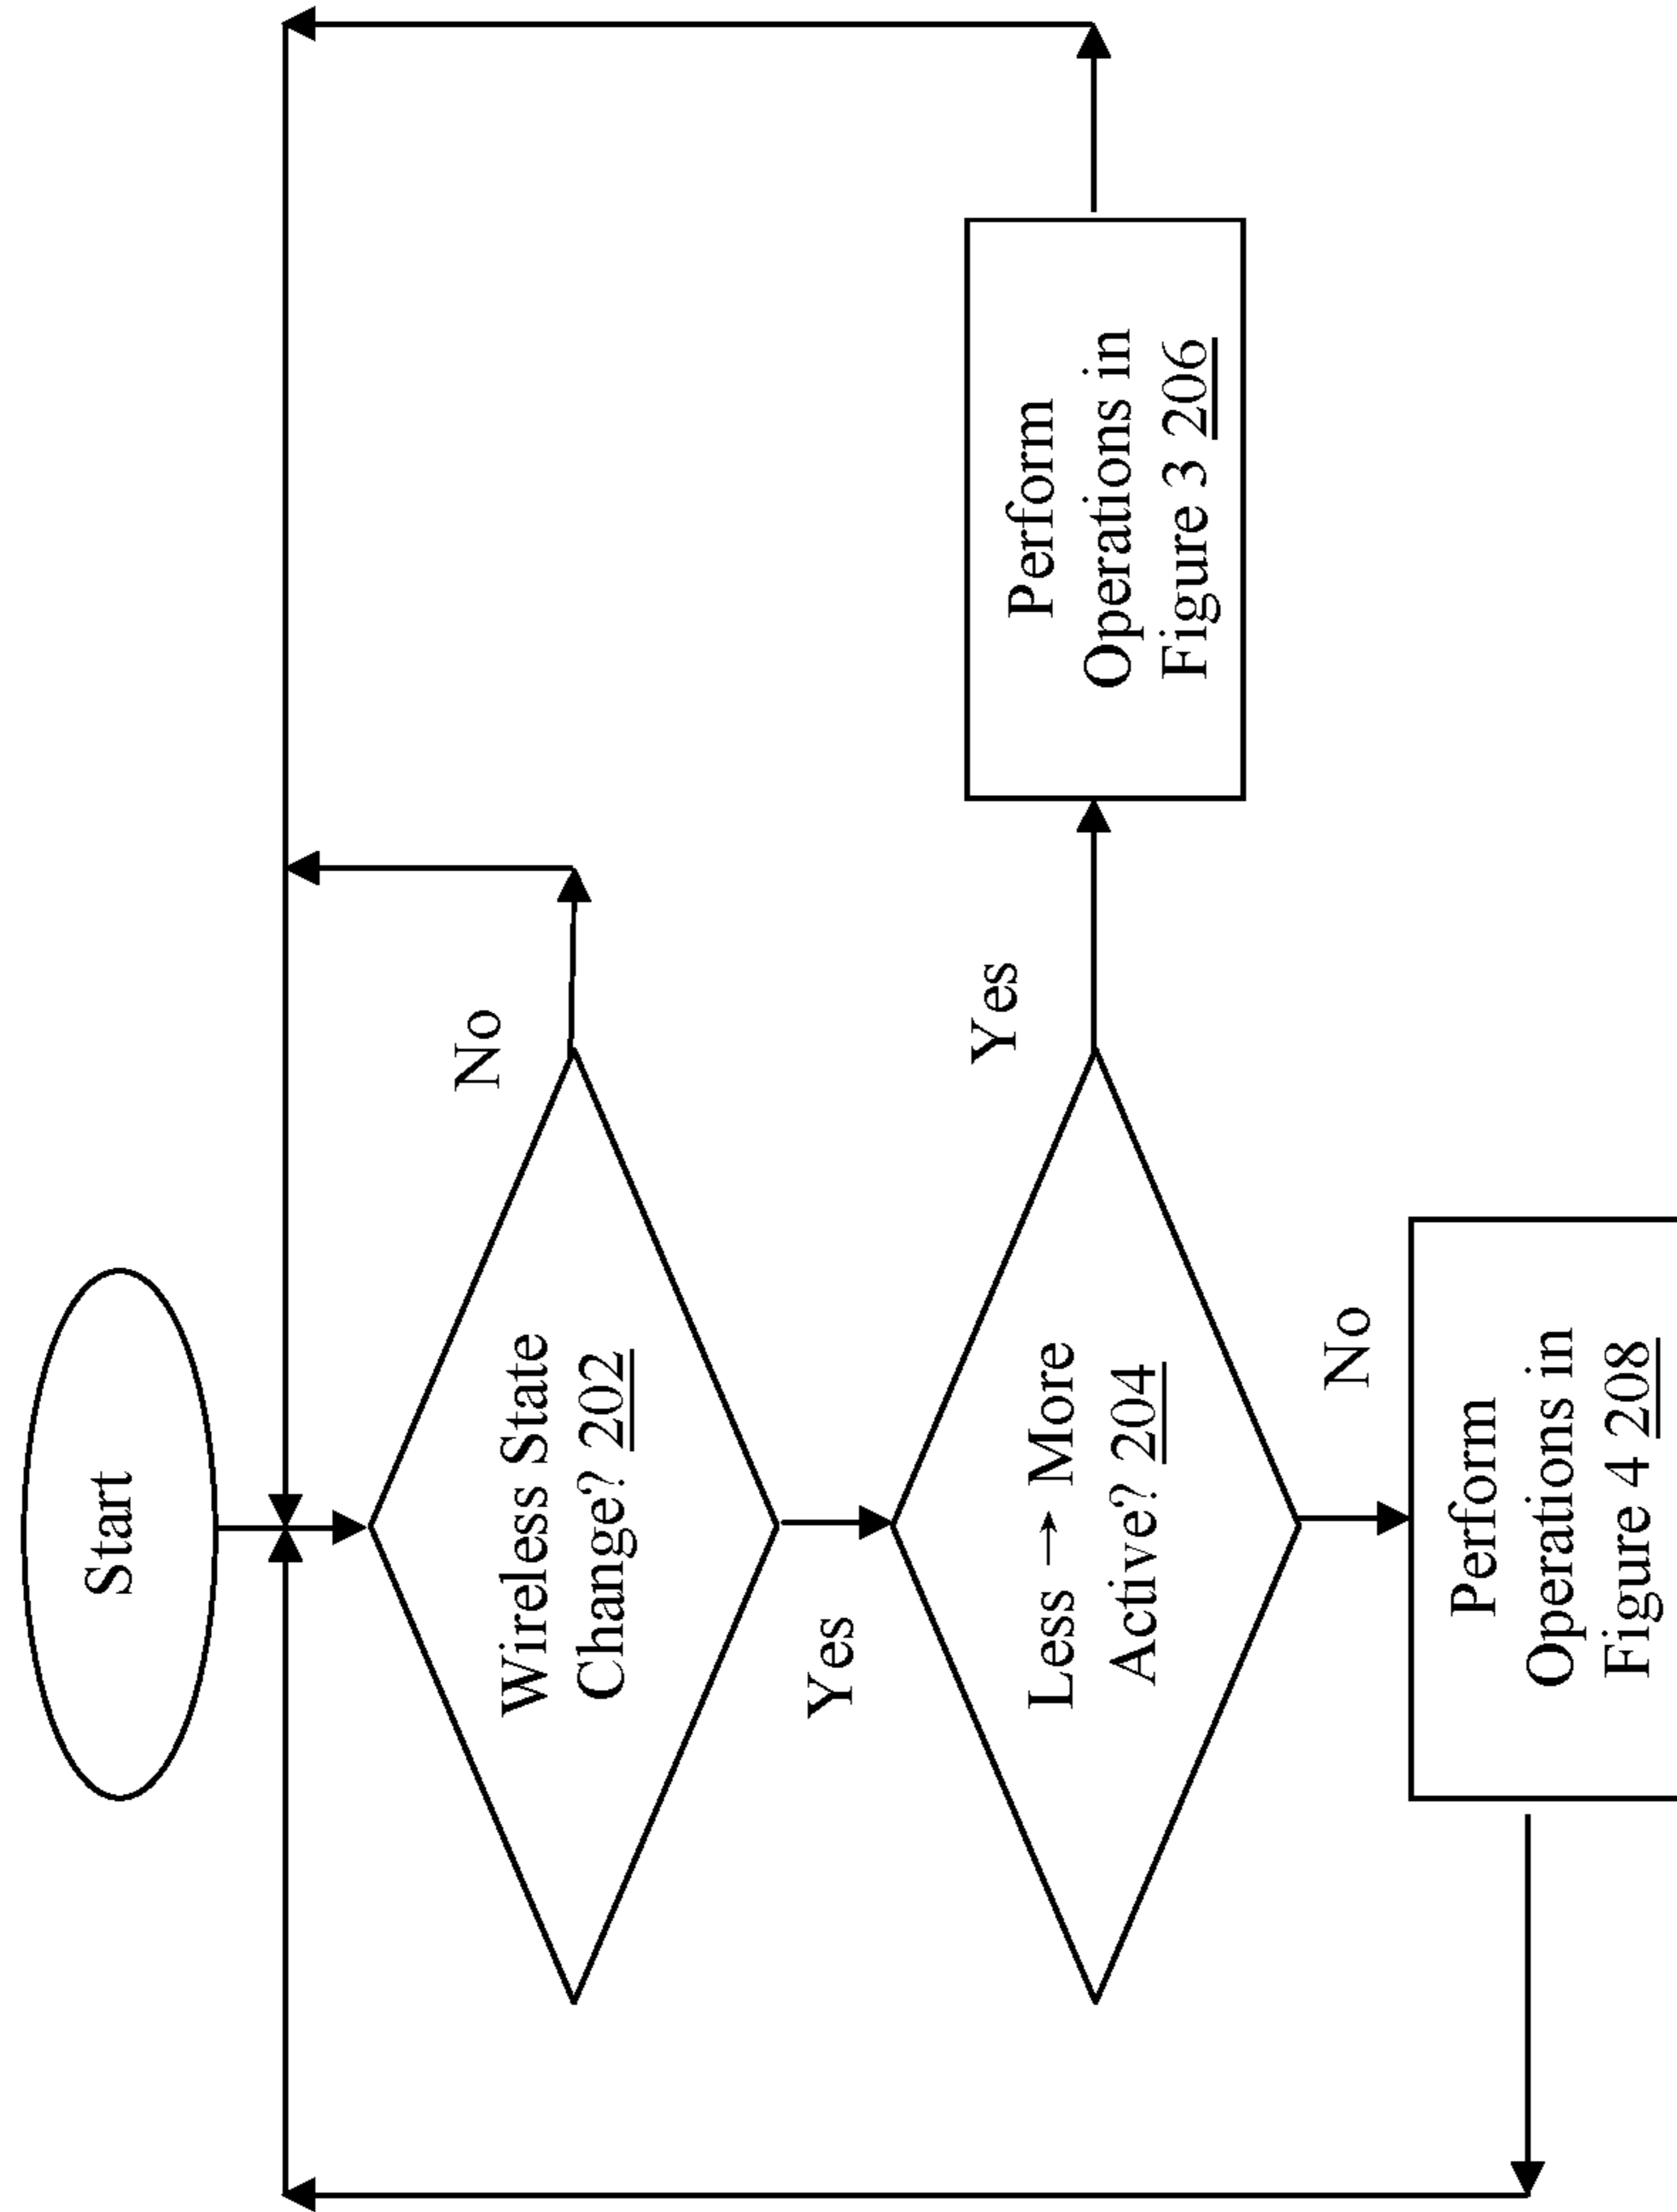 Start
Wireless State
Change? 202
No
Yes
Less → More
Active? 204
Yes
Perform
Operations in
Figure 3 206
No
Perform
Operations in
Figure 4 208